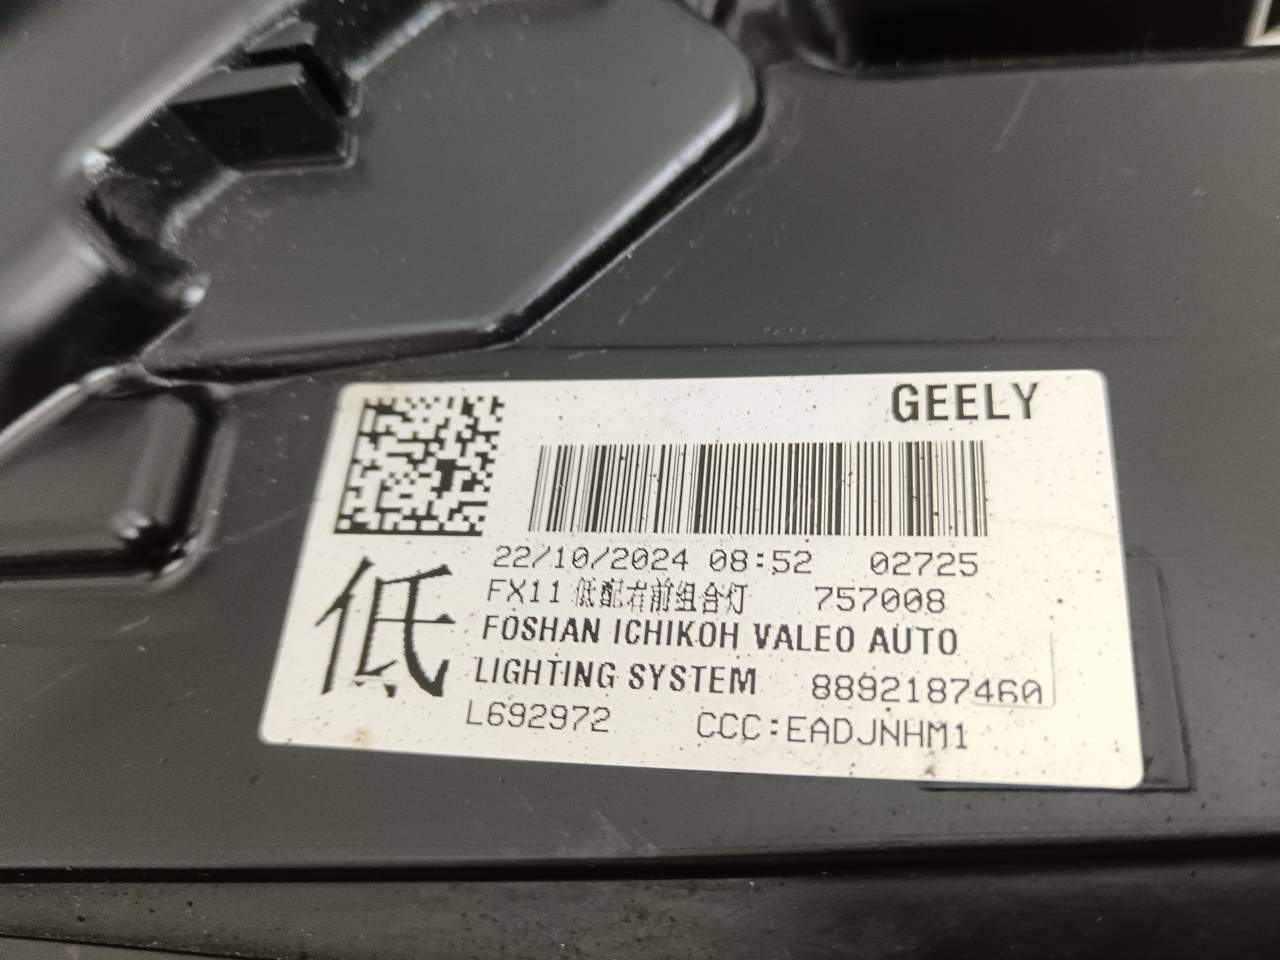 GEELY
22/10/2024 08:52 02725
FX11 低配右前组合灯 757008
低
FOSHAN ICHIKOH VALEO AUTO
LIGHTING SYSTEM 8892187460
L692972 CCC:EADJNHM1